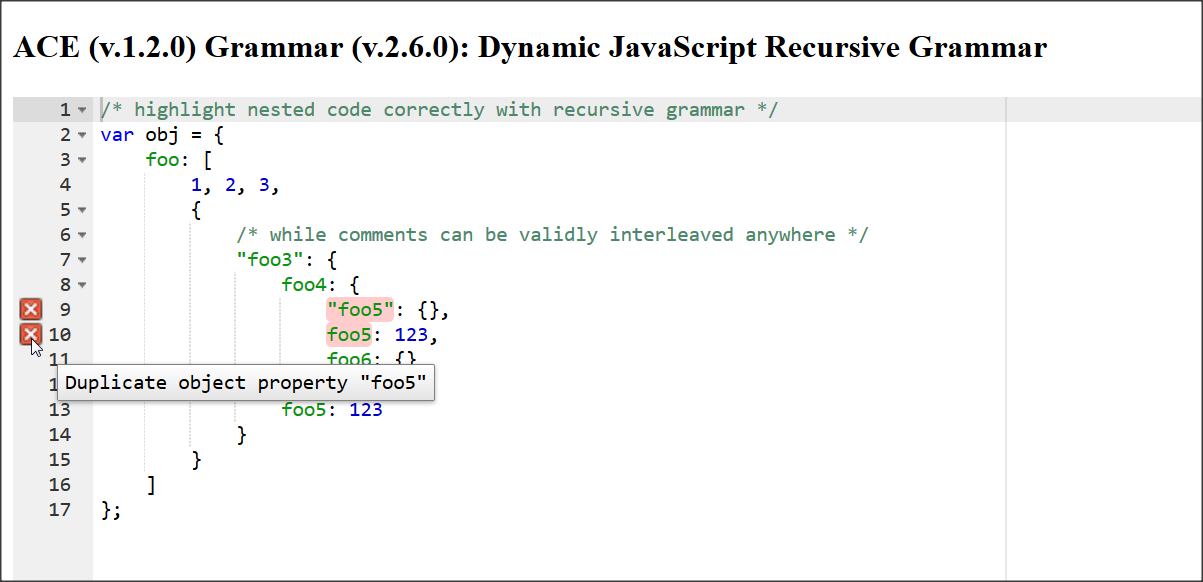 ACE (v.1.2.0) Grammar (v.2.6.0): Dynamic JavaScript Recursive Grammar
1 /* highlight nested code correctly with recursive grammar */
2 var obj = {
3 foo: [
4 1, 2, 3,
5 {
6 /* while comments can be validly interleaved anywhere */
7 "foo3": {
8 foo4: {
9 "foo5": {},
10 foo5: 123,
11 foo6: {}
Duplicate object property "foo5"
13 foo5: 123
14 }
15 }
16 ]
17 };